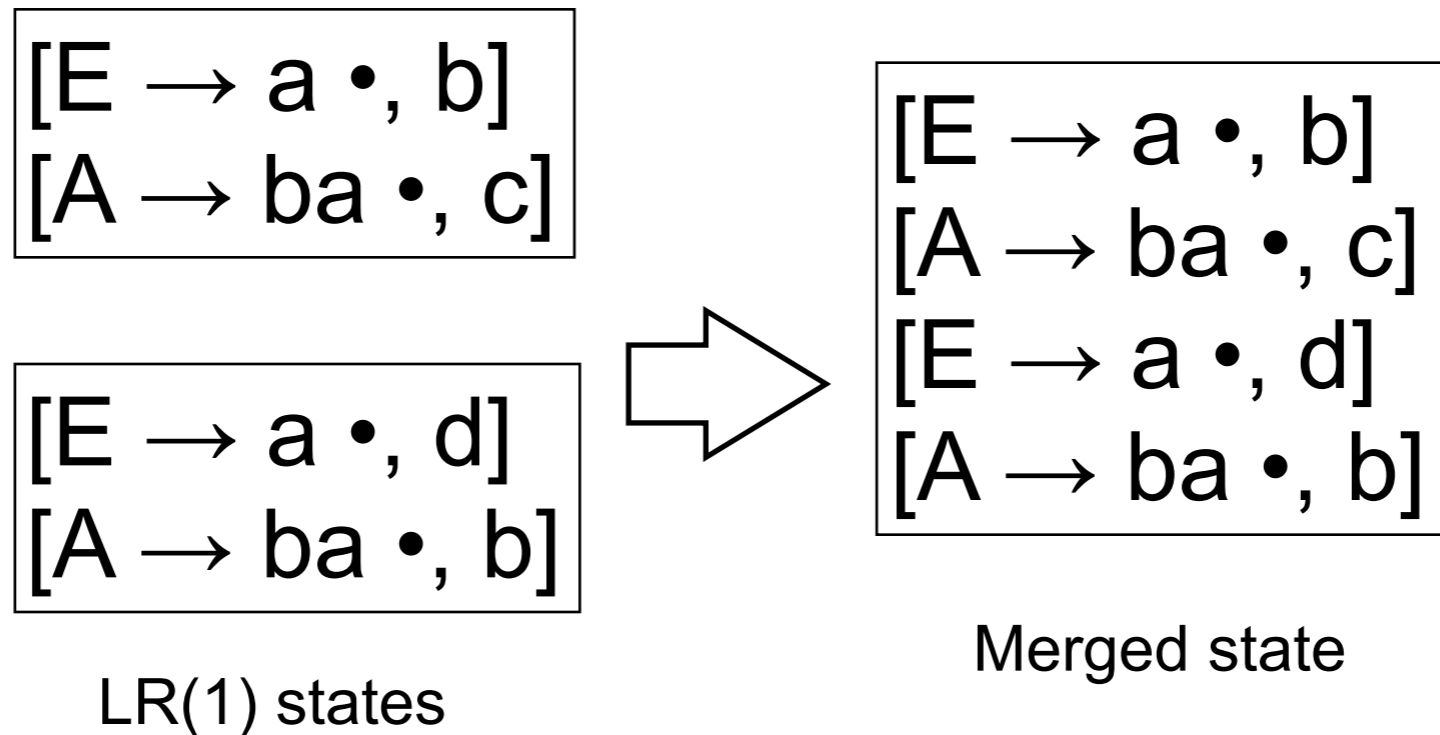 [E → a •, b]
[A → ba •, c]
[E → a •, d]
[A → ba •, b]
LR(1) states
[E → a •, b]
[A → ba •, c]
[E → a •, d]
[A → ba •, b]
Merged state